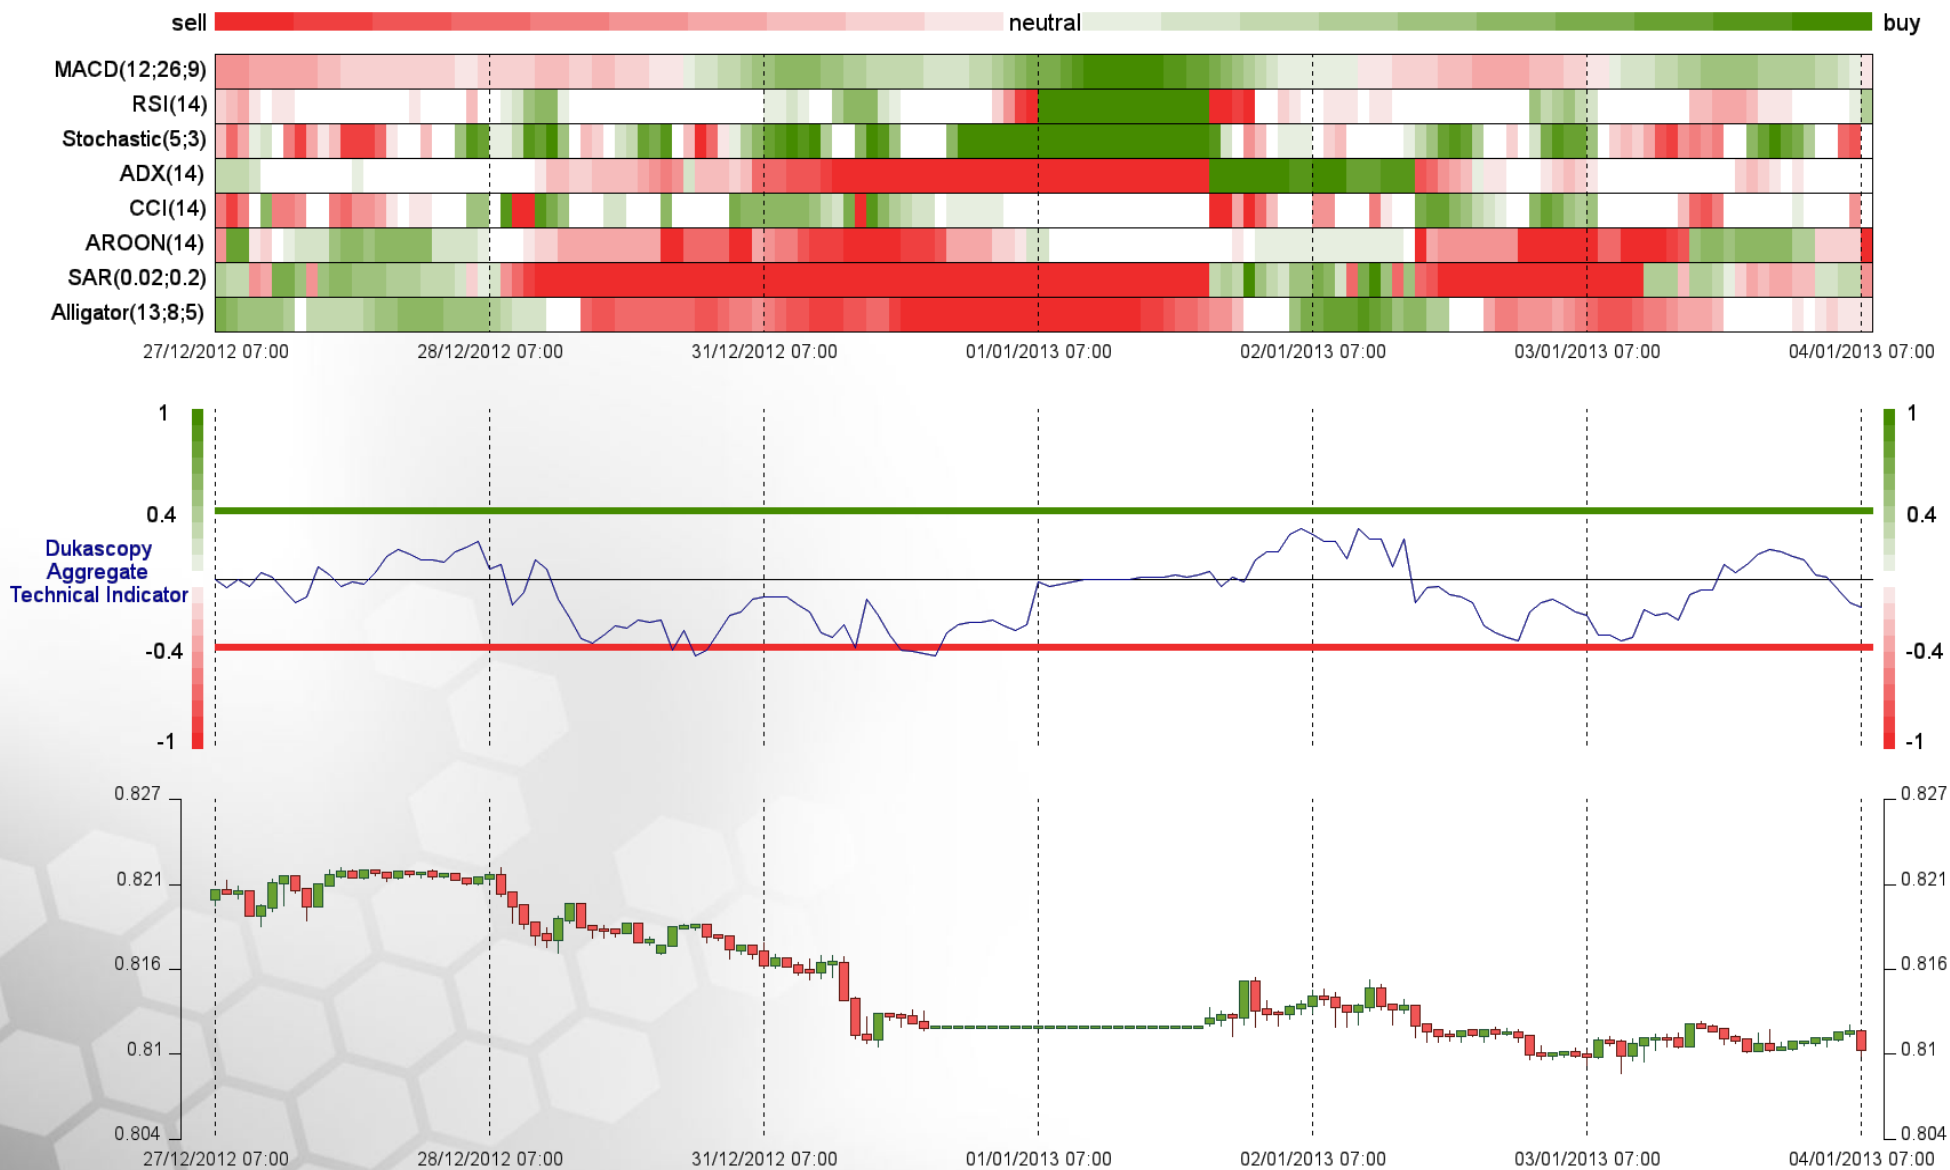 sell neutral buy
MACD(12;26;9)
RSI(14)
Stochastic(5;3)
ADX(14)
CCI(14)
AROON(14)
SAR(0.02;0.2)
Alligator(13;8;5)
27/12/2012 07:00 28/12/2012 07:00 31/12/2012 07:00 01/01/2013 07:00 02/01/2013 07:00 03/01/2013 07:00 04/01/2013 07:00
1 1
0.4 0.4
Dukascopy
Aggregate
Technical Indicator
-0.4 -0.4
-1 -1
0.827 0.827
0.821 0.821
0.816 0.816
0.81 0.81
0.804 0.804
27/12/2012 07:00 28/12/2012 07:00 31/12/2012 07:00 01/01/2013 07:00 02/01/2013 07:00 03/01/2013 07:00 04/01/2013 07:00